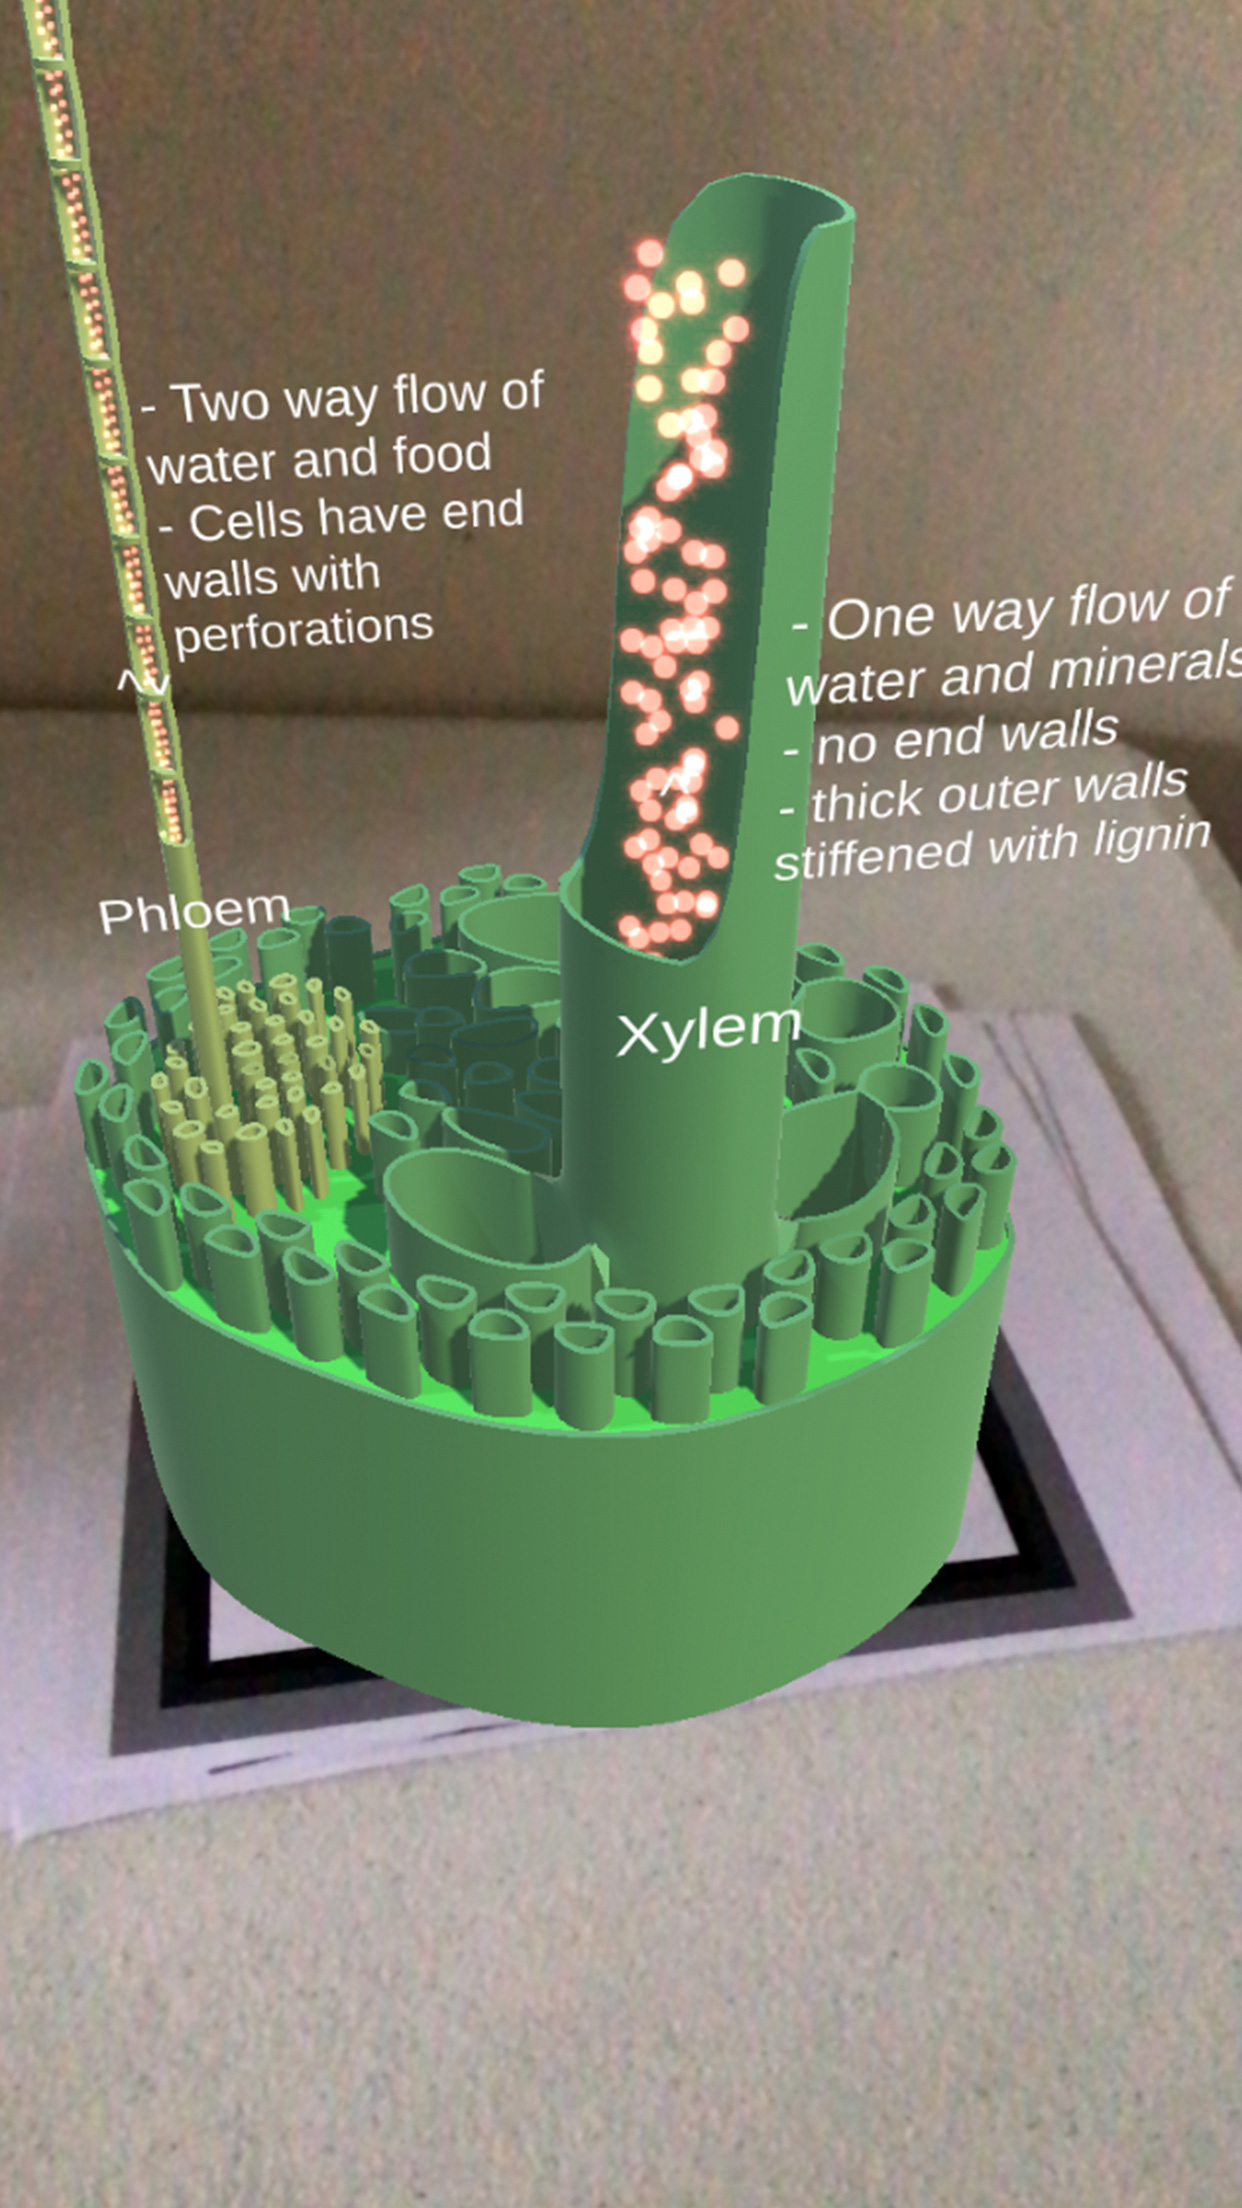 - Two way flow of
water and food
- Cells have end
walls with
perforations
Phloem
- One way flow of
water and minerals
- no end walls
- thick outer walls
stiffened with lignin
Xylem